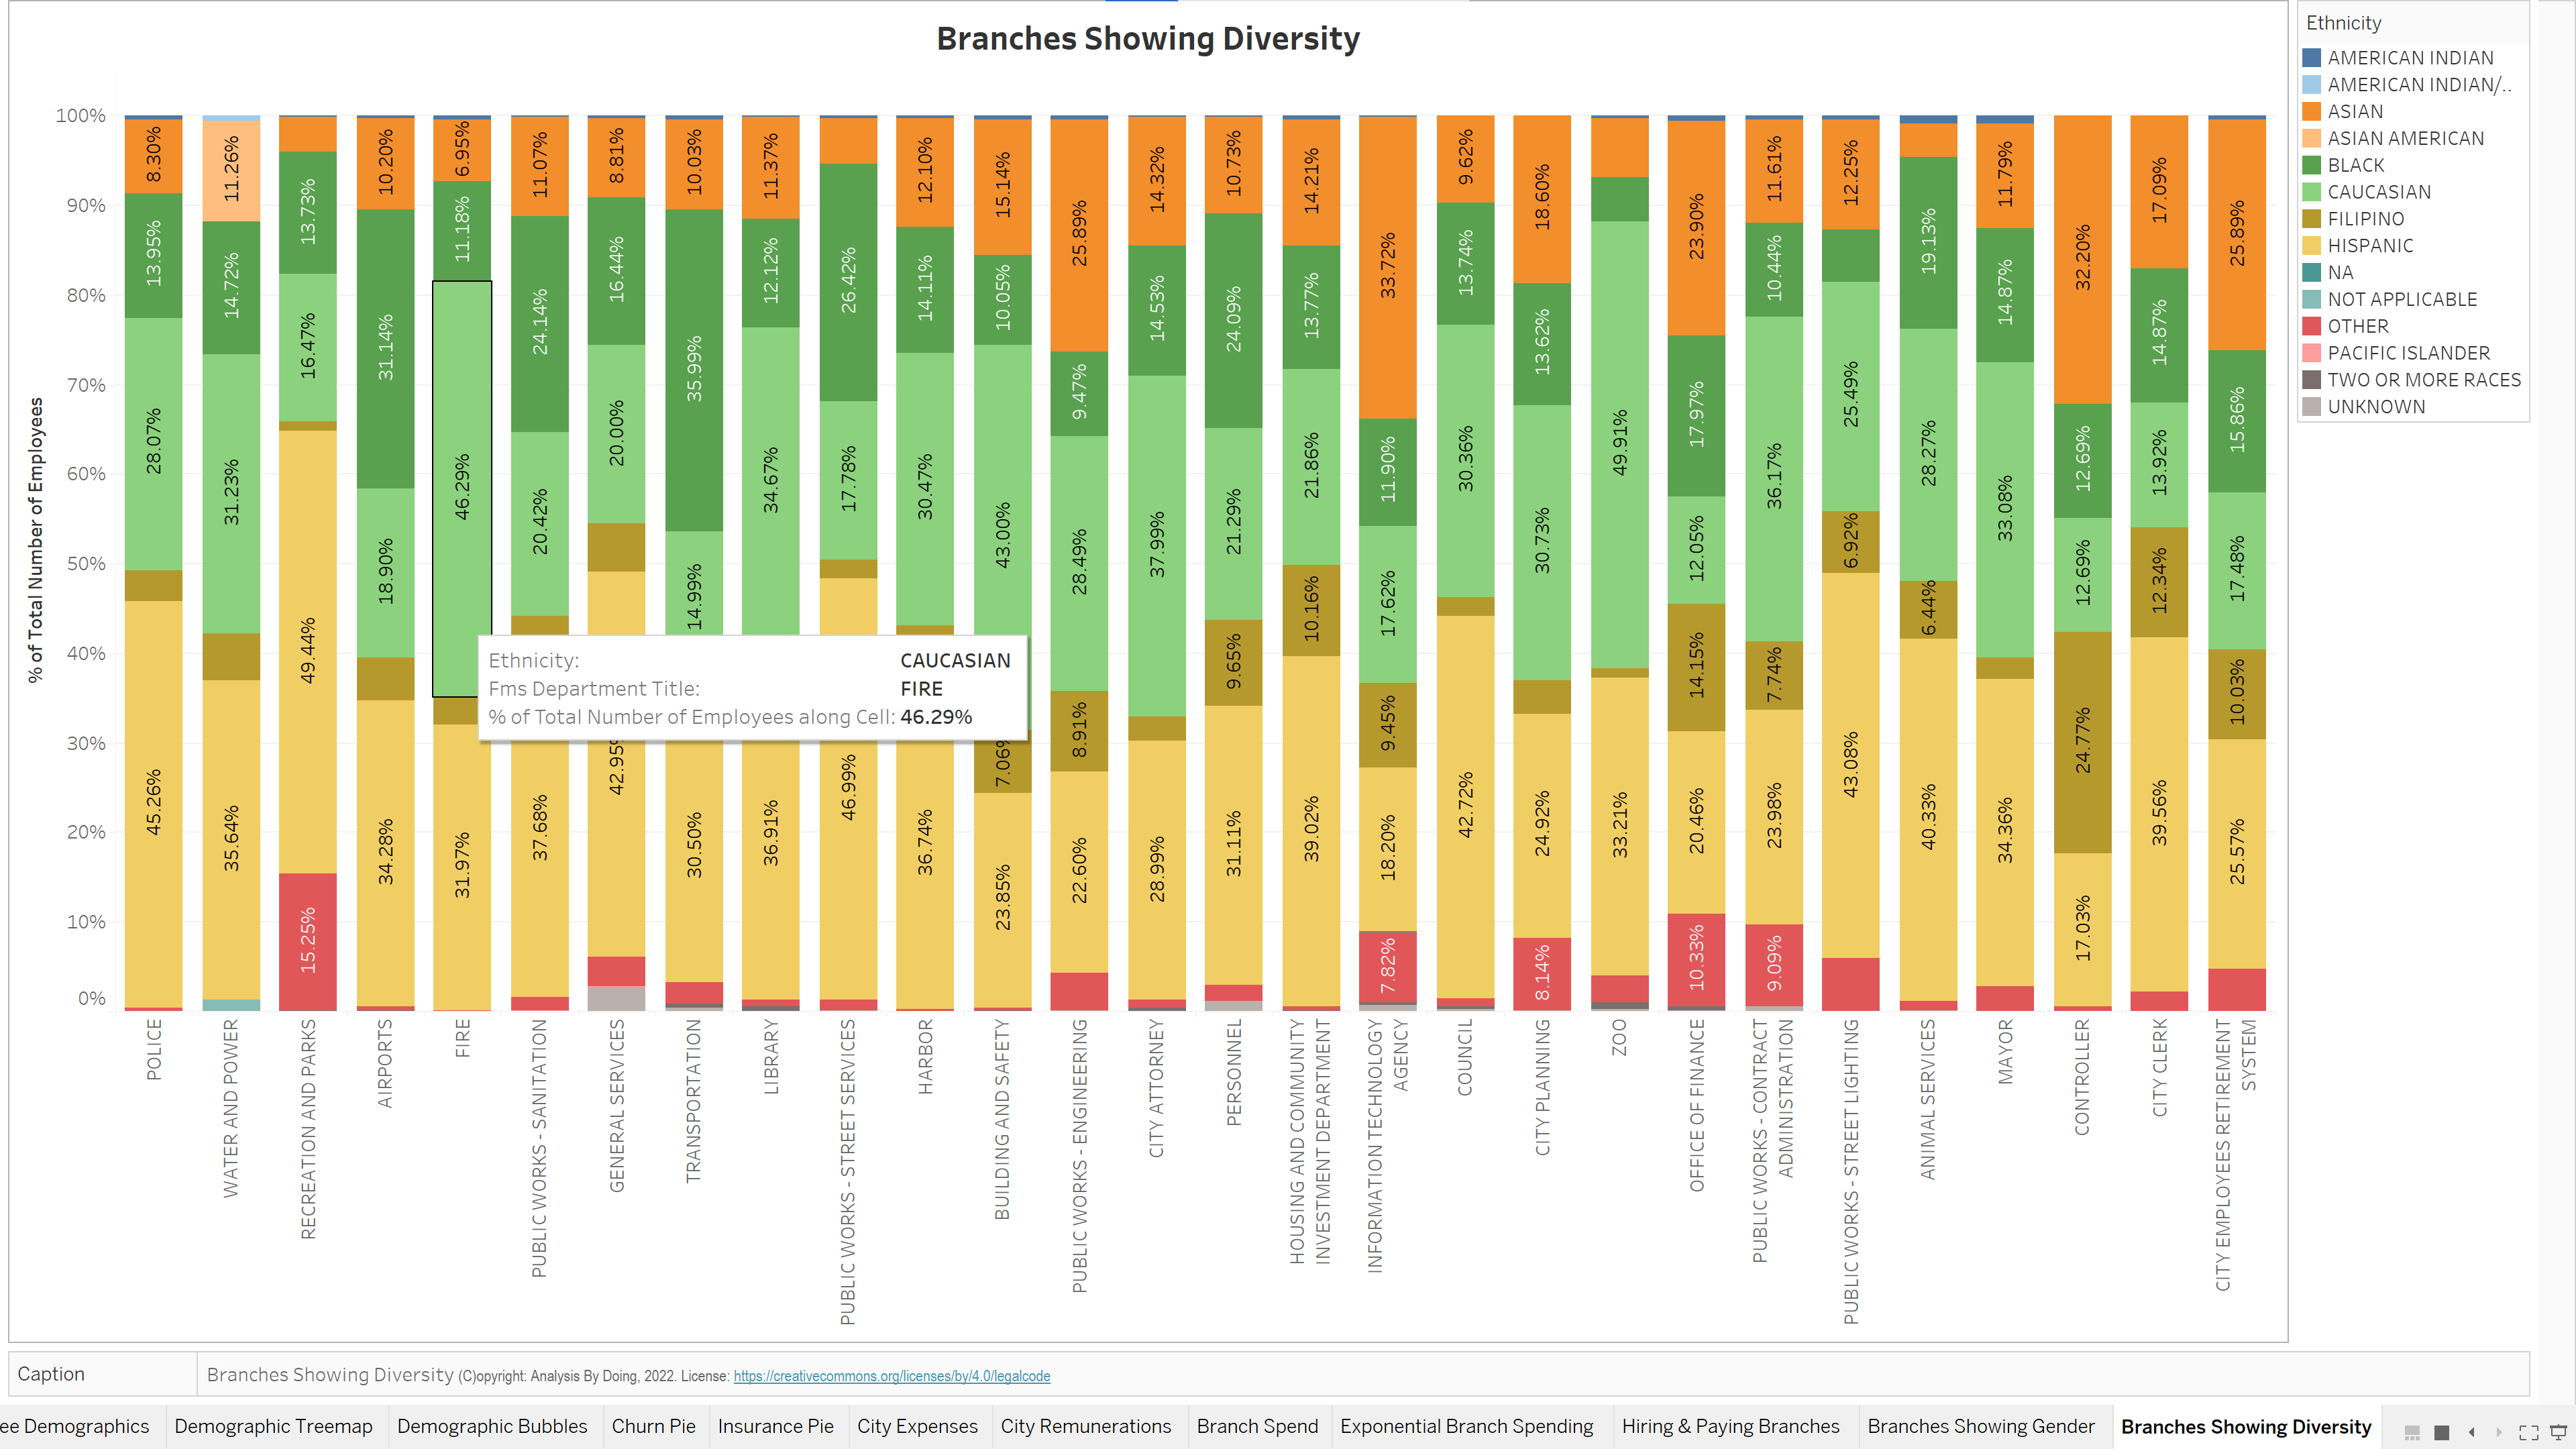 Branches Showing Diversity
Ethnicity
AMERICAN INDIAN
AMERICAN INDIAN/..
ASIAN
ASIAN AMERICAN
BLACK
CAUCASIAN
FILIPINO
HISPANIC
NA
NOT APPLICABLE
OTHER
PACIFIC ISLANDER
TWO OR MORE RACES
UNKNOWN
% of Total Number of Employees
100%
90%
80%
70%
60%
50%
40%
30%
20%
10%
0%
8.30%
13.95%
28.07%
45.26%
11.26%
14.72%
31.23%
35.64%
13.73%
16.47%
49.44%
15.25%
10.20%
31.14%
18.90%
34.28%
6.95%
11.18%
46.29%
31.97%
11.07%
24.14%
20.42%
37.68%
8.81%
16.44%
20.00%
42.95%
10.03%
35.99%
14.99%
30.50%
11.37%
12.12%
34.67%
36.91%
26.42%
17.78%
46.99%
12.10%
14.11%
30.47%
36.74%
15.14%
10.05%
43.00%
7.06%
23.85%
25.89%
9.47%
28.49%
8.91%
22.60%
14.32%
14.53%
37.99%
28.99%
10.73%
24.09%
21.29%
9.65%
31.11%
14.21%
13.77%
21.86%
10.16%
39.02%
33.72%
11.90%
17.62%
9.45%
18.20%
7.82%
9.62%
13.74%
30.36%
42.72%
18.60%
13.62%
30.73%
24.92%
8.14%
49.91%
33.21%
23.90%
17.97%
12.05%
14.15%
20.46%
10.33%
11.61%
10.44%
36.17%
7.74%
23.98%
9.09%
12.25%
25.49%
6.92%
43.08%
19.13%
28.27%
6.44%
40.33%
11.79%
14.87%
33.08%
34.36%
32.20%
12.69%
12.69%
24.77%
17.03%
17.09%
14.87%
13.92%
12.34%
39.56%
25.89%
15.86%
17.48%
10.03%
25.57%
Ethnicity: CAUCASIAN
Fms Department Title: FIRE
% of Total Number of Employees along Cell: 46.29%
POLICE
WATER AND POWER
RECREATION AND PARKS
AIRPORTS
FIRE
PUBLIC WORKS - SANITATION
GENERAL SERVICES
TRANSPORTATION
LIBRARY
PUBLIC WORKS - STREET SERVICES
HARBOR
BUILDING AND SAFETY
PUBLIC WORKS - ENGINEERING
CITY ATTORNEY
PERSONNEL
HOUSING AND COMMUNITY
INVESTMENT DEPARTMENT
INFORMATION TECHNOLOGY
AGENCY
COUNCIL
CITY PLANNING
ZOO
OFFICE OF FINANCE
PUBLIC WORKS - CONTRACT
ADMINISTRATION
PUBLIC WORKS - STREET LIGHTING
ANIMAL SERVICES
MAYOR
CONTROLLER
CITY CLERK
CITY EMPLOYEES RETIREMENT
SYSTEM
Caption
Branches Showing Diversity (C)opyright: Analysis By Doing, 2022. License: https://creativecommons.org/licenses/by/4.0/legalcode
ee Demographics
Demographic Treemap
Demographic Bubbles
Churn Pie
Insurance Pie
City Expenses
City Remunerations
Branch Spend
Exponential Branch Spending
Hiring & Paying Branches
Branches Showing Gender
Branches Showing Diversity